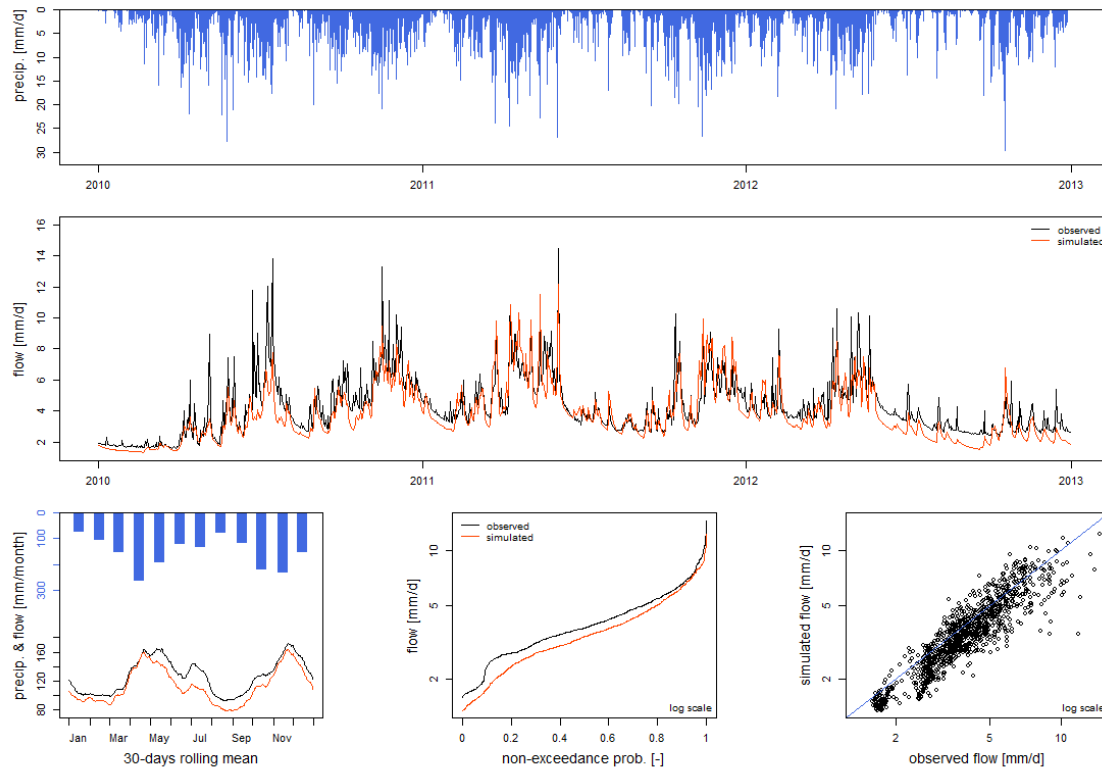 precip. [mm/d]
0
5
10
15
20
25
30
2010
2011
2012
2013
flow [mm/d]
16
14
12
10
8
6
4
2
observed
simulated
2010
2011
2012
2013
precip. & flow [mm/month]
0
100
300
160
120
80
Jan Mar May Jul Sep Nov
30-days rolling mean
flow [mm/d]
observed
simulated
10
5
2
log scale
0 0.2 0.4 0.6 0.8 1
non-exceedance prob. [-]
simulated flow [mm/d]
10
5
2
log scale
2 5 10
observed flow [mm/d]